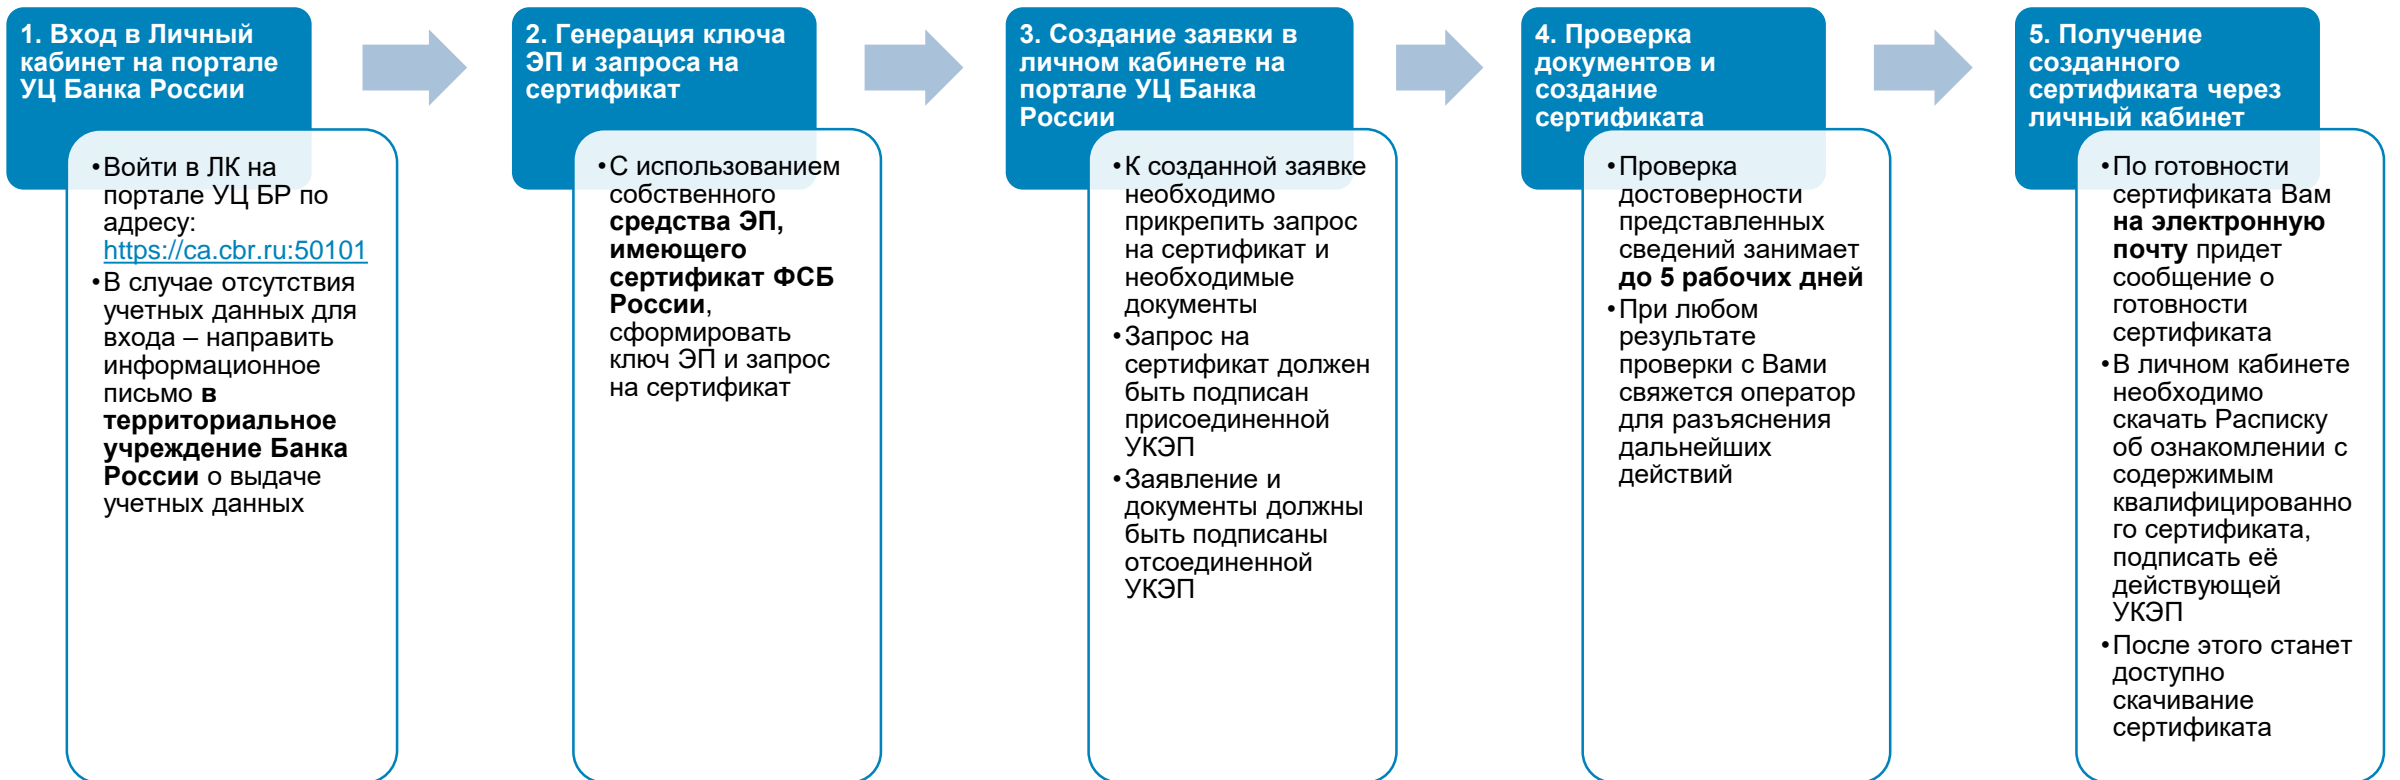 1. Вход в Личный
кабинет на портале
УЦ Банка России
•Войти в ЛК на
портале УЦ БР по
адресу:
https://ca.cbr.ru:50101
•В случае отсутствия
учетных данных для
входа – направить
информационное
письмо в
территориальное
учреждение Банка
России о выдаче
учетных данных
2. Генерация ключа
ЭП и запроса на
сертификат
•С использованием
собственного
средства ЭП,
имеющего
сертификат ФСБ
России,
сформировать
ключ ЭП и запрос
на сертификат
3. Создание заявки в
личном кабинете на
портале УЦ Банка
России
•К созданной заявке
необходимо
прикрепить запрос
на сертификат и
необходимые
документы
•Запрос на
сертификат должен
быть подписан
присоединенной
УКЭП
•Заявление и
документы должны
быть подписаны
отсоединенной
УКЭП
4. Проверка
документов и
создание
сертификата
•Проверка
достоверности
представленных
сведений занимает
до 5 рабочих дней
•При любом
результате
проверки с Вами
свяжется оператор
для разъяснения
дальнейших
действий
5. Получение
созданного
сертификата через
личный кабинет
•По готовности
сертификата Вам
на электронную
почту придет
сообщение о
готовности
сертификата
•В личном кабинете
необходимо
скачать Расписку
об ознакомлении с
содержимым
квалифицированно
го сертификата,
подписать её
действующей
УКЭП
•После этого станет
доступно
скачивание
сертификата